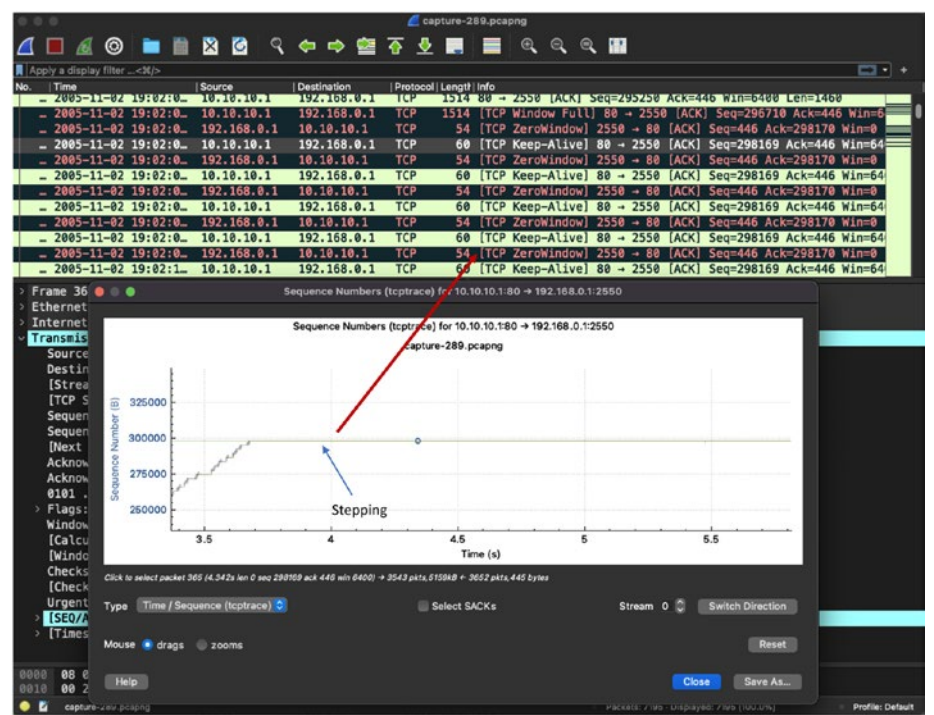 capture-289.pcapng
Apply a display filter ...<⌘/>
No. Time Source Destination Protocol Length Info
2005-11-02 19:02:0… 10.10.10.1 192.168.0.1 TCP 1514 80 → 2550 [ACK] Seq=295250 Ack=446 Win=6400 Len=1460
2005-11-02 19:02:0… 10.10.10.1 192.168.0.1 TCP 1514 [TCP Window Full] 80 → 2550 [ACK] Seq=296710 Ack=446 Win=6
2005-11-02 19:02:0… 192.168.0.1 10.10.10.1 TCP 54 [TCP ZeroWindow] 2550 → 80 [ACK] Seq=446 Ack=298170 Win=0
2005-11-02 19:02:0… 10.10.10.1 192.168.0.1 TCP 60 [TCP Keep-Alive] 80 → 2550 [ACK] Seq=298169 Ack=446 Win=64
2005-11-02 19:02:0… 192.168.0.1 10.10.10.1 TCP 54 [TCP ZeroWindow] 2550 → 80 [ACK] Seq=446 Ack=298170 Win=0
2005-11-02 19:02:0… 10.10.10.1 192.168.0.1 TCP 60 [TCP Keep-Alive] 80 → 2550 [ACK] Seq=298169 Ack=446 Win=64
2005-11-02 19:02:0… 192.168.0.1 10.10.10.1 TCP 54 [TCP ZeroWindow] 2550 → 80 [ACK] Seq=446 Ack=298170 Win=0
2005-11-02 19:02:0… 10.10.10.1 192.168.0.1 TCP 60 [TCP Keep-Alive] 80 → 2550 [ACK] Seq=298169 Ack=446 Win=64
2005-11-02 19:02:0… 192.168.0.1 10.10.10.1 TCP 54 [TCP ZeroWindow] 2550 → 80 [ACK] Seq=446 Ack=298170 Win=0
2005-11-02 19:02:0… 10.10.10.1 192.168.0.1 TCP 60 [TCP Keep-Alive] 80 → 2550 [ACK] Seq=298169 Ack=446 Win=64
2005-11-02 19:02:0… 192.168.0.1 10.10.10.1 TCP 54 [TCP ZeroWindow] 2550 → 80 [ACK] Seq=446 Ack=298170 Win=0
2005-11-02 19:02:1… 10.10.10.1 192.168.0.1 TCP 60 [TCP Keep-Alive] 80 → 2550 [ACK] Seq=298169 Ack=446 Win=64
Frame 36
Ethernet
Internet
Transmis
Source
Destin
[Strea
[TCP S
Sequen
Sequen
[Next
Acknow
Acknow
0101 .
Flags:
Window
[Calcu
[Windo
Checks
[Check
Urgent
[SEQ/A
[Times
Sequence Numbers (tcptrace) for 10.10.10.1:80 → 192.168.0.1:2550
Sequence Numbers (tcptrace) for 10.10.10.1:80 → 192.168.0.1:2550
capture-289.pcapng
Sequence Number (B)
325000
300000
275000
250000
Stepping
3.5 4 4.5 5 5.5
Time (s)
Click to select packet 365 (4.342s len 0 seq 298169 ack 446 win 6400) → 3543 pkts, 5159kB ← 3652 pkts, 445 bytes
Type Time / Sequence (tcptrace) Select SACKs Stream 0 Switch Direction
Mouse drags zooms Reset
Help Close Save As...
0000 08 0
0010 00 2
capture-289.pcapng Packets: 7195 · Displayed: 7195 (100.0%) Profile: Default